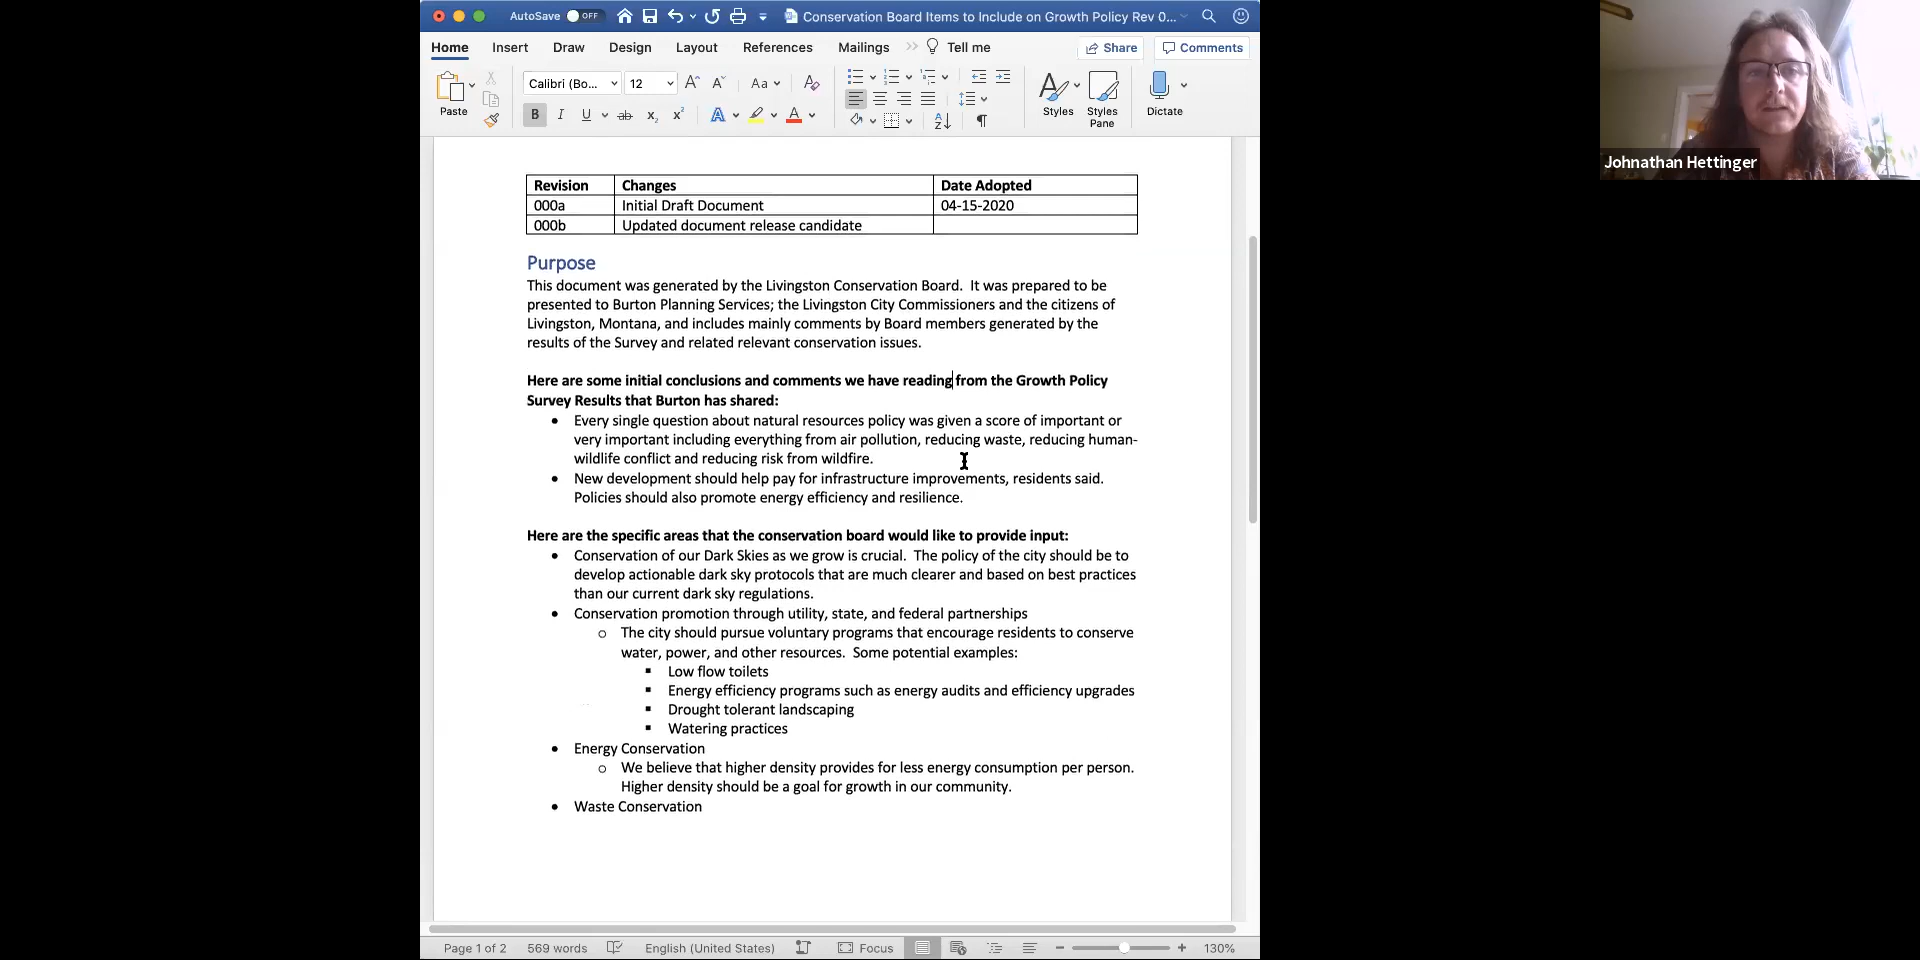 AutoSave OFF Conservation Board Items to Include on Growth Policy Rev 0...
Home Insert Draw Design Layout References Mailings Tell me Share Comments
Calibri (Bo... 12 Aa
Paste B I U ab x₂ x² A A Styles Styles Pane Dictate
Revision Changes Date Adopted
000a Initial Draft Document 04-15-2020
000b Updated document release candidate
Purpose
This document was generated by the Livingston Conservation Board. It was prepared to be
presented to Burton Planning Services; the Livingston City Commissioners and the citizens of
Livingston, Montana, and includes mainly comments by Board members generated by the
results of the Survey and related relevant conservation issues.
Here are some initial conclusions and comments we have reading from the Growth Policy
Survey Results that Burton has shared:
• Every single question about natural resources policy was given a score of important or
very important including everything from air pollution, reducing waste, reducing human-
wildlife conflict and reducing risk from wildfire.
• New development should help pay for infrastructure improvements, residents said.
Policies should also promote energy efficiency and resilience.
Here are the specific areas that the conservation board would like to provide input:
• Conservation of our Dark Skies as we grow is crucial. The policy of the city should be to
develop actionable dark sky protocols that are much clearer and based on best practices
than our current dark sky regulations.
• Conservation promotion through utility, state, and federal partnerships
o The city should pursue voluntary programs that encourage residents to conserve
water, power, and other resources. Some potential examples:
▪ Low flow toilets
▪ Energy efficiency programs such as energy audits and efficiency upgrades
▪ Drought tolerant landscaping
▪ Watering practices
• Energy Conservation
o We believe that higher density provides for less energy consumption per person.
Higher density should be a goal for growth in our community.
• Waste Conservation
Page 1 of 2 569 words English (United States) Focus 130%
Johnathan Hettinger